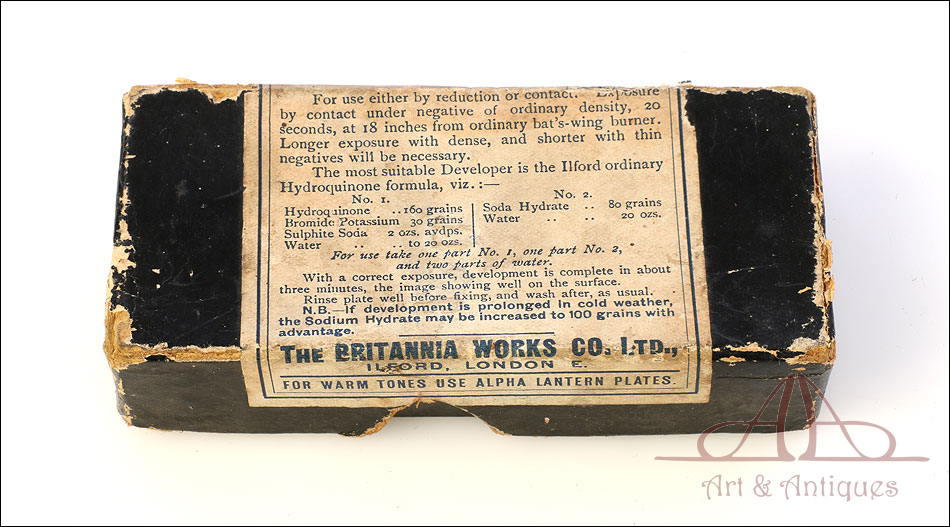 For use either by reduction or contact. Exposure
by contact under negative of ordinary density, 20
seconds, at 18 inches from ordinary bat's-wing burner.
Longer exposure with dense, and shorter with thin
negatives will be necessary.
The most suitable Developer is the Ilford ordinary
Hydroquinone formula, viz.:—
No. 1.
Hydroquinone .. 160 grains
Bromide Potassium 30 grains
Sulphite Soda 2 ozs. avdps.
Water .. .. to 20 ozs.
No. 2.
Soda Hydrate .. 80 grains
Water .. .. 20 ozs.
For use take one part No. 1, one part No. 2,
and two parts of water.
With a correct exposure, development is complete in about
three minutes, the image showing well on the surface.
Rinse plate well before fixing, and wash after, as usual.
N.B.—If development is prolonged in cold weather,
the Sodium Hydrate may be increased to 100 grains with
advantage.
THE BRITANNIA WORKS CO. LTD.,
ILFORD, LONDON E.
FOR WARM TONES USE ALPHA LANTERN PLATES.
Art & Antiques